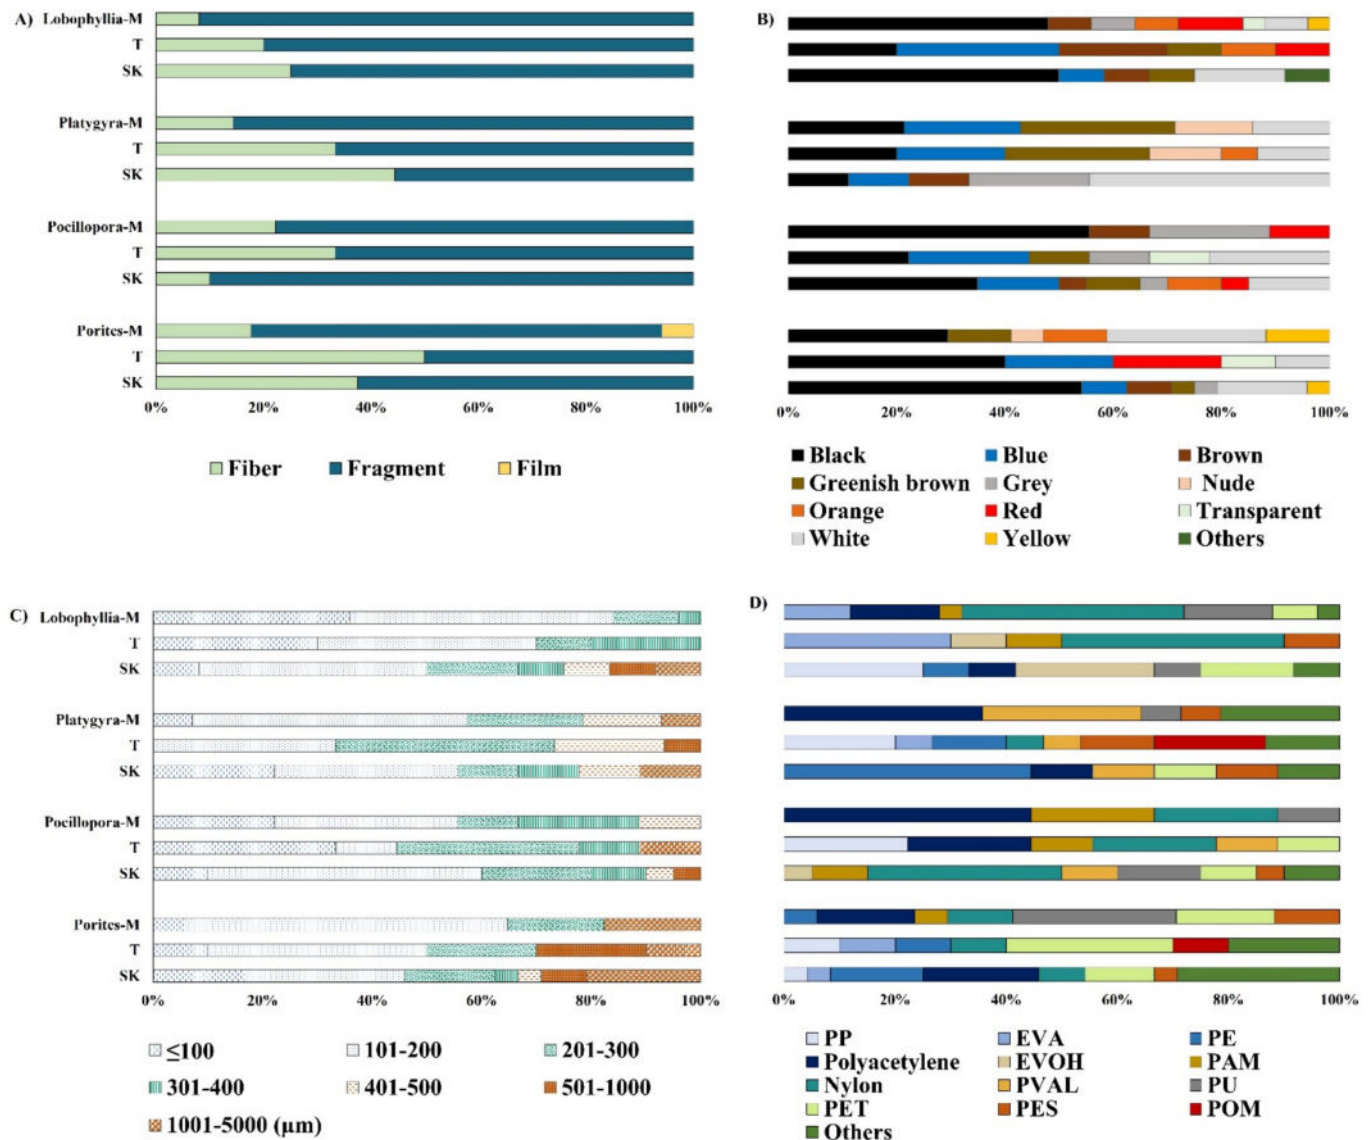 A)
Lobophyllia-M
T
SK
Platygyra-M
T
SK
Pocillopora-M
T
SK
Porites-M
T
SK
0% 20% 40% 60% 80% 100%
Fiber Fragment Film
B)
0% 20% 40% 60% 80% 100%
Black Blue Brown
Greenish brown Grey Nude
Orange Red Transparent
White Yellow Others
C)
Lobophyllia-M
T
SK
Platygyra-M
T
SK
Pocillopora-M
T
SK
Porites-M
T
SK
0% 20% 40% 60% 80% 100%
≤100 101-200 201-300
301-400 401-500 501-1000
1001-5000 (µm)
D)
0% 20% 40% 60% 80% 100%
PP EVA PE
Polyacetylene EVOH PAM
Nylon PVAL PU
PET PES POM
Others